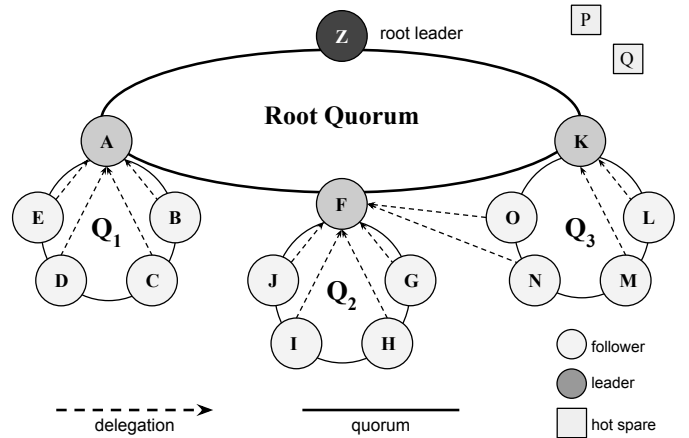 Z
root leader
P
Q
Root Quorum
A
K
F
E
B
O
L
Q1
Q3
D
C
J
G
N
M
Q2
I
H
follower
leader
hot spare
delegation
quorum